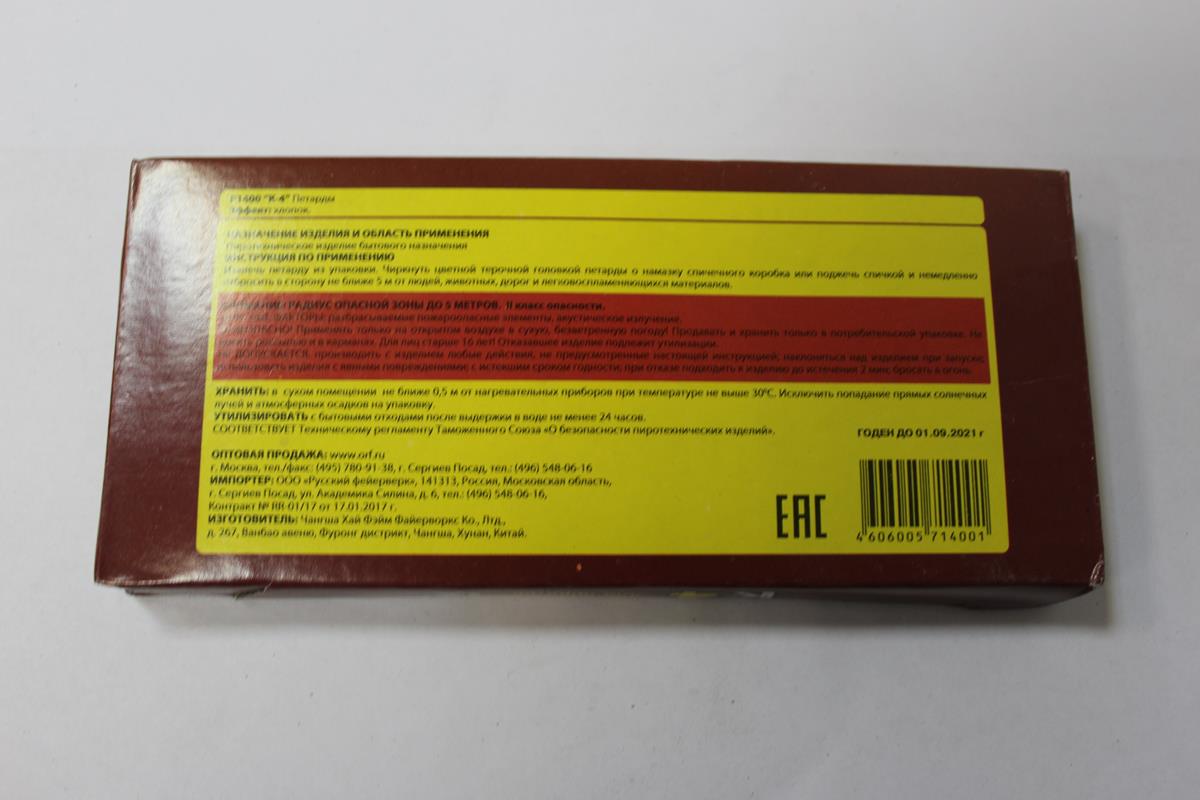 Р1400 "К-4" Петарды
Эффект: хлопок.
НАЗНАЧЕНИЕ ИЗДЕЛИЯ И ОБЛАСТЬ ПРИМЕНЕНИЯ
Пиротехническое изделие бытового назначения
ИНСТРУКЦИЯ ПО ПРИМЕНЕНИЮ
Извлечь петарду из упаковки. Чиркнуть цветной терочной головкой петарды о намазку спичечного коробка или поджечь спичкой и немедленно
отбросить в сторону не ближе 5 м от людей, животных, дорог и легковоспламеняющихся материалов.
ВНИМАНИЕ! РАДИУС ОПАСНОЙ ЗОНЫ ДО 5 МЕТРОВ. II класс опасности.
ФАКТОРЫ: разбрасываемые пожароопасные элементы, акустическое излучение.
Применять только на открытом воздухе в сухую, безветренную погоду! Продавать и хранить только в потребительской упаковке. Не
носить россыпью и в карманах. Для лиц старше 16 лет! Отказавшее изделие подлежит утилизации.
НЕ ДОПУСКАЕТСЯ: производить с изделием любые действия, не предусмотренные настоящей инструкцией; наклоняться над изделием при запуске;
использовать изделия с явными повреждениями; с истекшим сроком годности; при отказе подходить к изделию до истечения 2 мин; бросать в огонь.
ХРАНИТЬ: в сухом помещении не ближе 0,5 м от нагревательных приборов при температуре не выше 30°С. Исключить попадание прямых солнечных
лучей и атмосферных осадков на упаковку.
УТИЛИЗИРОВАТЬ с бытовыми отходами после выдержки в воде не менее 24 часов.
СООТВЕТСТВУЕТ Техническому регламенту Таможенного Союза «О безопасности пиротехнических изделий».
ГОДЕН ДО 01.09.2021 г
ОПТОВАЯ ПРОДАЖА: www.orf.ru
г. Москва, тел./факс: (495) 780-91-38, г. Сергиев Посад, тел.: (496) 548-06-16
ИМПОРТЕР: ООО «Русский фейерверк», 141313, Россия, Московская область,
г. Сергиев Посад, ул. Академика Силина, д. 6, тел.: (496) 548-06-16,
Контракт № RR-01/17 от 17.01.2017 г.
ИЗГОТОВИТЕЛЬ: Чангша Хай Фэйм Файерворкс Ко., Лтд.,
д. 267, Ванбао авеню, Фуронг дистрикт, Чангша, Хунан, Китай.
ЕАС
4 606005 714001